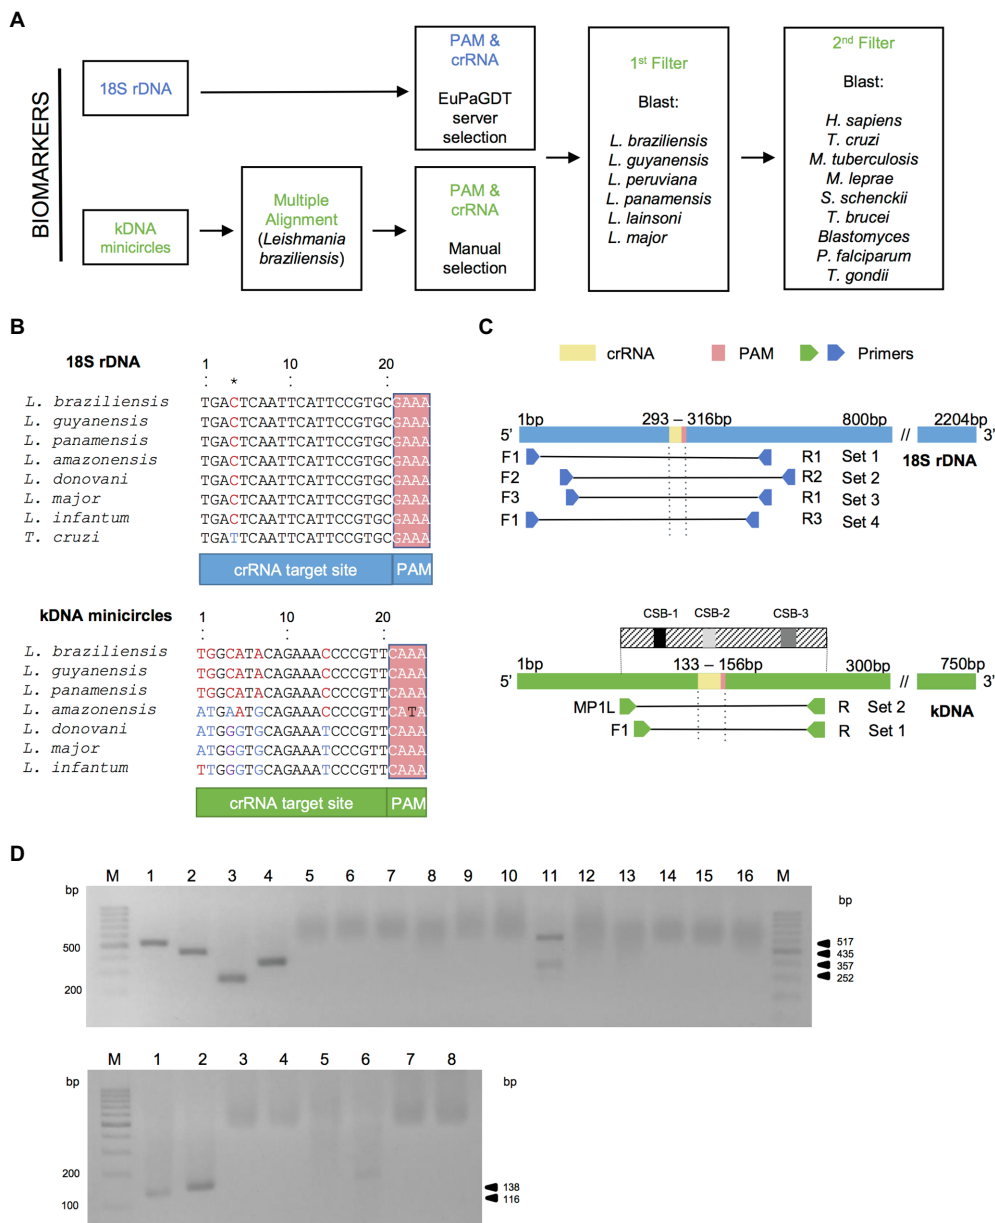 A
BIOMARKERS
18S rDNA
PAM &
crRNA
EuPaGDT
server
selection
kDNA
minicircles
Multiple
Alignment
(Leishmania
braziliensis)
PAM &
crRNA
Manual
selection
1st Filter
Blast:
L. braziliensis
L. guyanensis
L. peruviana
L. panamensis
L. lainsoni
L. major
2nd Filter
Blast:
H. sapiens
T. cruzi
M. tuberculosis
M. leprae
S. schenckii
T. brucei
Blastomyces
P. falciparum
T. gondii
B
18S rDNA 1 10 20
*
L. braziliensis TGACTCAATTCATTCCGTGCGAAA
L. guyanensis TGACTCAATTCATTCCGTGCGAAA
L. panamensis TGACTCAATTCATTCCGTGCGAAA
L. amazonensis TGACTCAATTCATTCCGTGCGAAA
L. donovani TGACTCAATTCATTCCGTGCGAAA
L. major TGACTCAATTCATTCCGTGCGAAA
L. infantum TGACTCAATTCATTCCGTGCGAAA
T. cruzi TGATTCAATTCATTCCGTGCGAAA
crRNA target site PAM
kDNA minicircles 1 10 20
L. braziliensis TGGCATACAGAAACCCCGTTCAAA
L. guyanensis TGGCATACAGAAACCCCGTTCAAA
L. panamensis TGGCATACAGAAACCCCGTTCAAA
L. amazonensis ATGAATGCAGAAACCCCGTTCATA
L. donovani ATGGGTGCAGAAATCCCGTTCAAA
L. major ATGGGTGCAGAAATCCCGTTCAAA
L. infantum TTGGGTGCAGAAATCCCGTTCAAA
crRNA target site PAM
C
crRNA PAM Primers
1bp 293 – 316bp 800bp 2204bp
5' // 3'
18S rDNA
F1 R1 Set 1
F2 R2 Set 2
F3 R1 Set 3
F1 R3 Set 4
CSB-1 CSB-2 CSB-3
1bp 133 – 156bp 300bp 750bp
5' // 3'
kDNA
MP1L R Set 2
F1 R Set 1
D
M 1 2 3 4 5 6 7 8 9 10 11 12 13 14 15 16 M
bp bp
500
200
517
435
357
252
M 1 2 3 4 5 6 7 8
bp bp
200
100
138
116